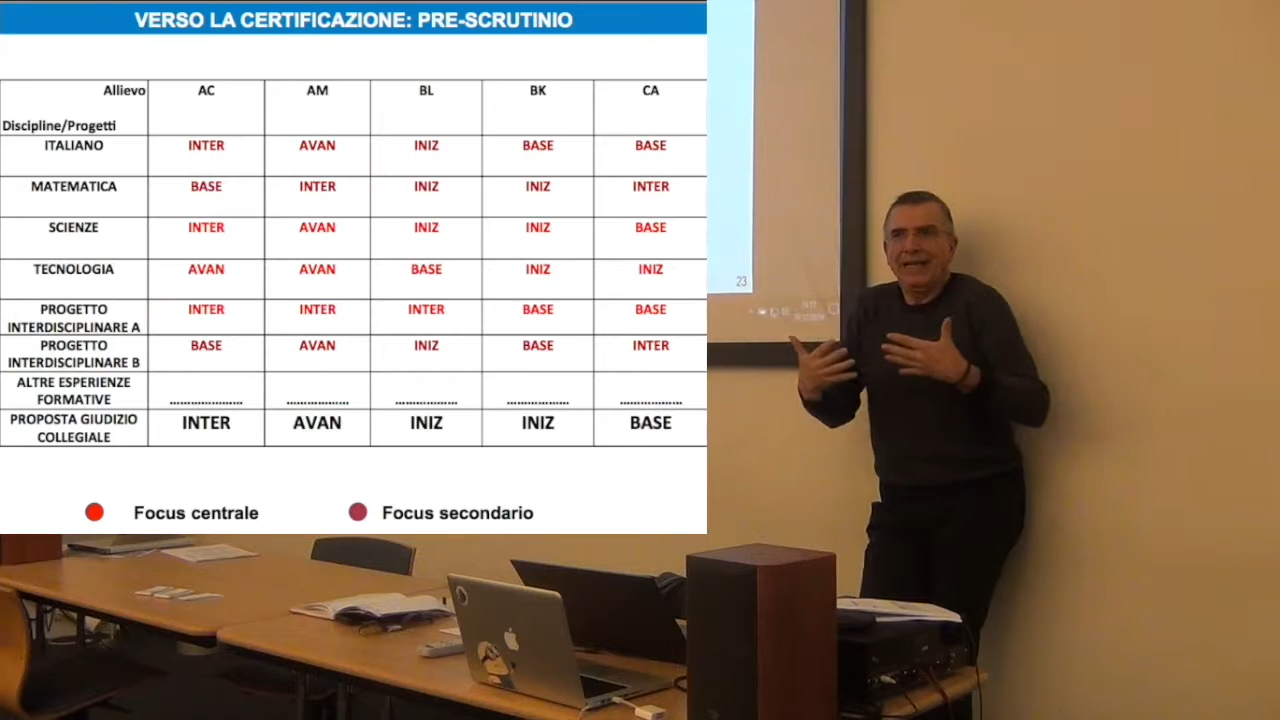 VERSO LA CERTIFICAZIONE: PRE-SCRUTINIO
Allievo AC AM BL BK CA
Discipline/Progetti
ITALIANO INTER AVAN INIZ BASE BASE
MATEMATICA BASE INTER INIZ INIZ INTER
SCIENZE INTER AVAN INIZ INIZ BASE
TECNOLOGIA AVAN AVAN BASE INIZ INIZ
PROGETTO INTER INTER INTER BASE BASE
INTERDISCIPLINARE A
PROGETTO BASE AVAN INIZ BASE INTER
INTERDISCIPLINARE B
ALTRE ESPERIENZE
FORMATIVE ………………… ………………… ………………… ………………… …………………
PROPOSTA GIUDIZIO INTER AVAN INIZ INIZ BASE
COLLEGIALE
Focus centrale Focus secondario
23